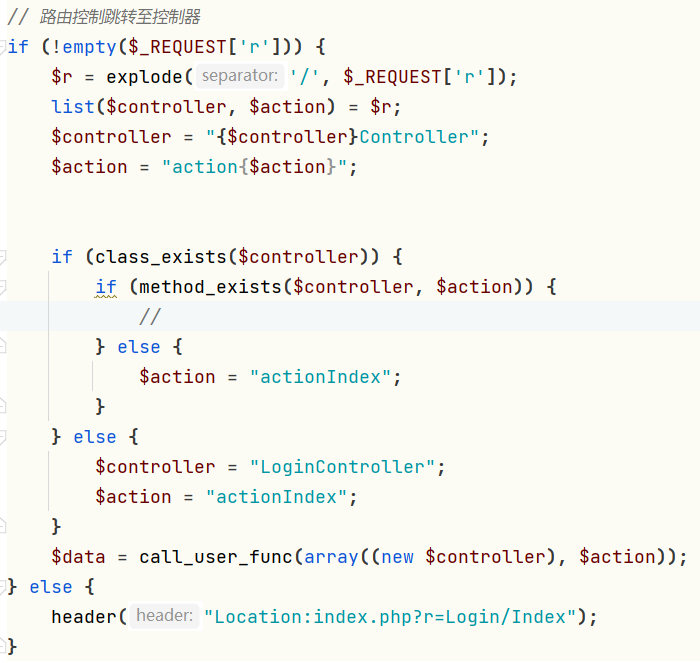 // 路由控制跳转至控制器
if (!empty($_REQUEST['r'])) {
$r = explode( separator: '/', $_REQUEST['r']);
list($controller, $action) = $r;
$controller = "{$controller}Controller";
$action = "action{$action}";
if (class_exists($controller)) {
if (method_exists($controller, $action)) {
//
} else {
$action = "actionIndex";
}
} else {
$controller = "LoginController";
$action = "actionIndex";
}
$data = call_user_func(array((new $controller), $action));
} else {
header( header: "Location:index.php?r=Login/Index");
}